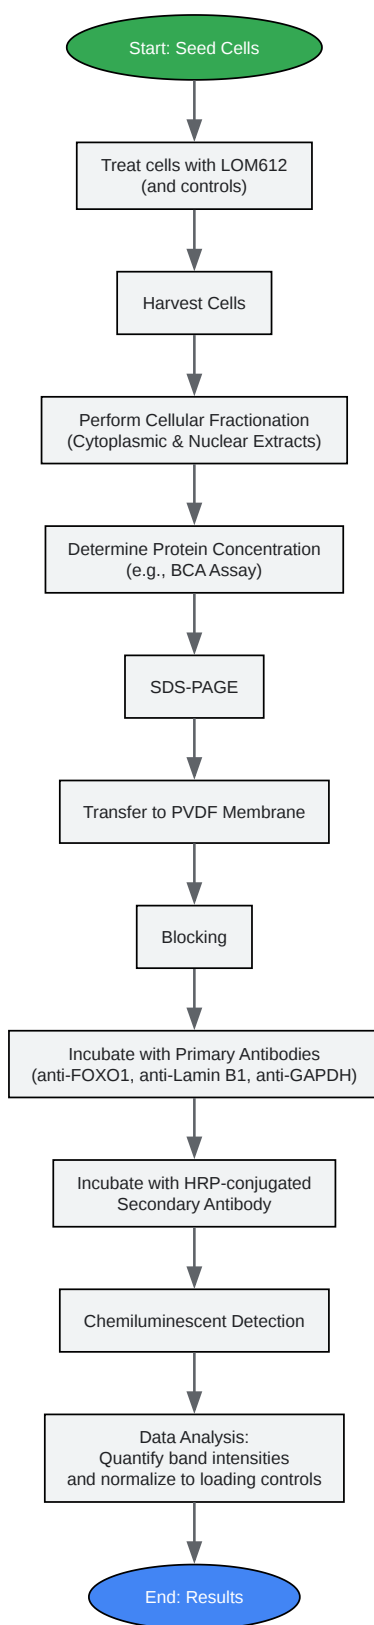 Start: Seed Cells
Treat cells with LOM612
(and controls)
Harvest Cells
Perform Cellular Fractionation
(Cytoplasmic & Nuclear Extracts)
Determine Protein Concentration
(e.g., BCA Assay)
SDS-PAGE
Transfer to PVDF Membrane
Blocking
Incubate with Primary Antibodies
(anti-FOXO1, anti-Lamin B1, anti-GAPDH)
Incubate with HRP-conjugated
Secondary Antibody
Chemiluminescent Detection
Data Analysis:
Quantify band intensities
and normalize to loading controls
End: Results